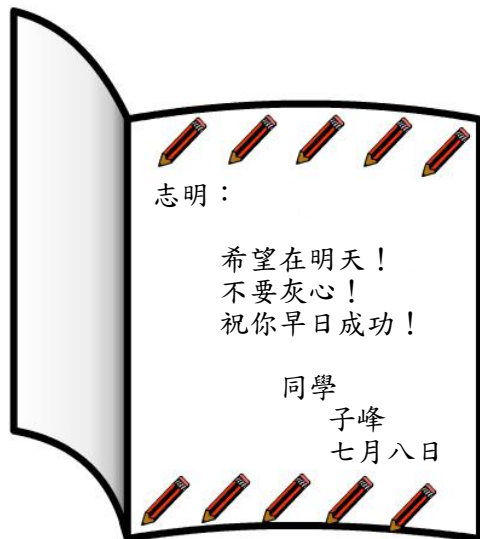 志明：
希望在明天！
不要灰心！
祝你早日成功！
同學
子峰
七月八日